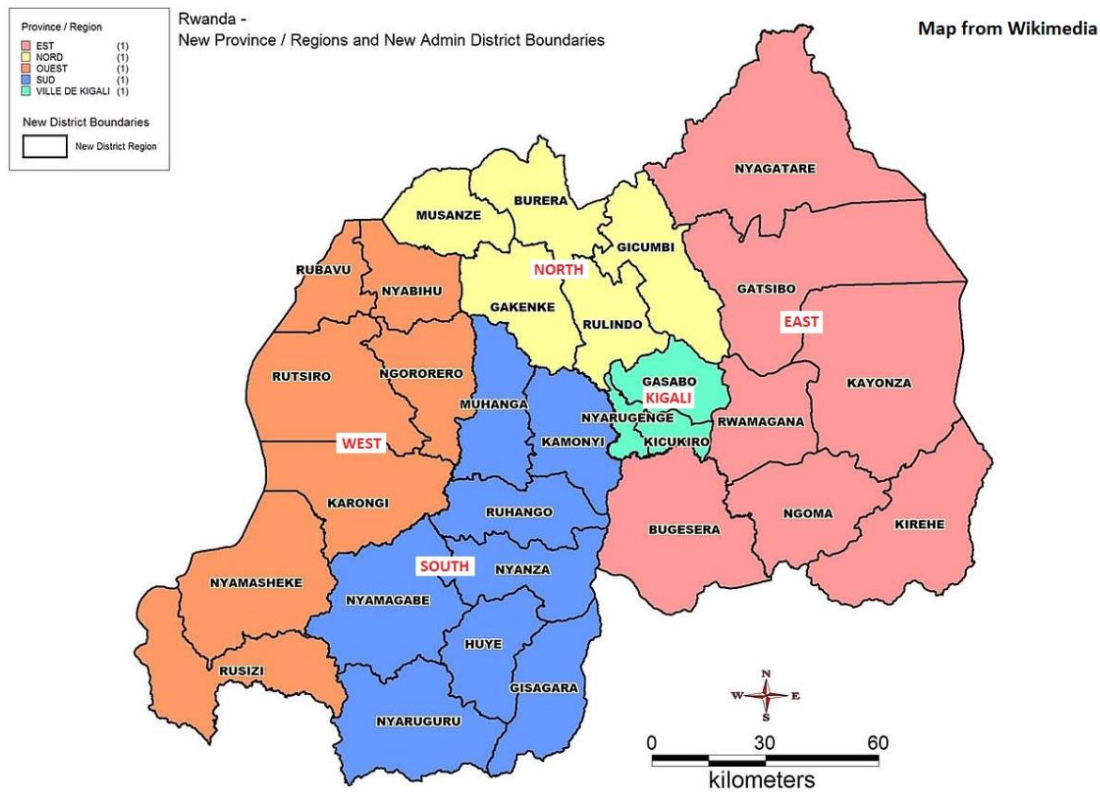 Province / Region
EST (1)
NORD (1)
OUEST (1)
SUD (1)
VILLE DE KIGALI (1)
New District Boundaries
New District Region
Rwanda -
New Province / Regions and New Admin District Boundaries
Map from Wikimedia
NYAGATARE
BURERA
MUSANZE
GICUMBI
RUBAVU
NORTH
NYABIHU
GATSIBO
GAKENKE
RULINDO
EAST
RUTSIRO
NGORORERO
GASABO
KAYONZA
KIGALI
MUHANGA
NYARUGENGE
RWAMAGANA
WEST
KAMONYI
KICUKIRO
KARONGI
RUHANGO
NGOMA
KIREHE
BUGESERA
SOUTH
NYANZA
NYAMASHEKE
NYAMAGABE
HUYE
RUSIZI
GISAGARA
NYARUGURU
N
W E
S
0 30 60
kilometers